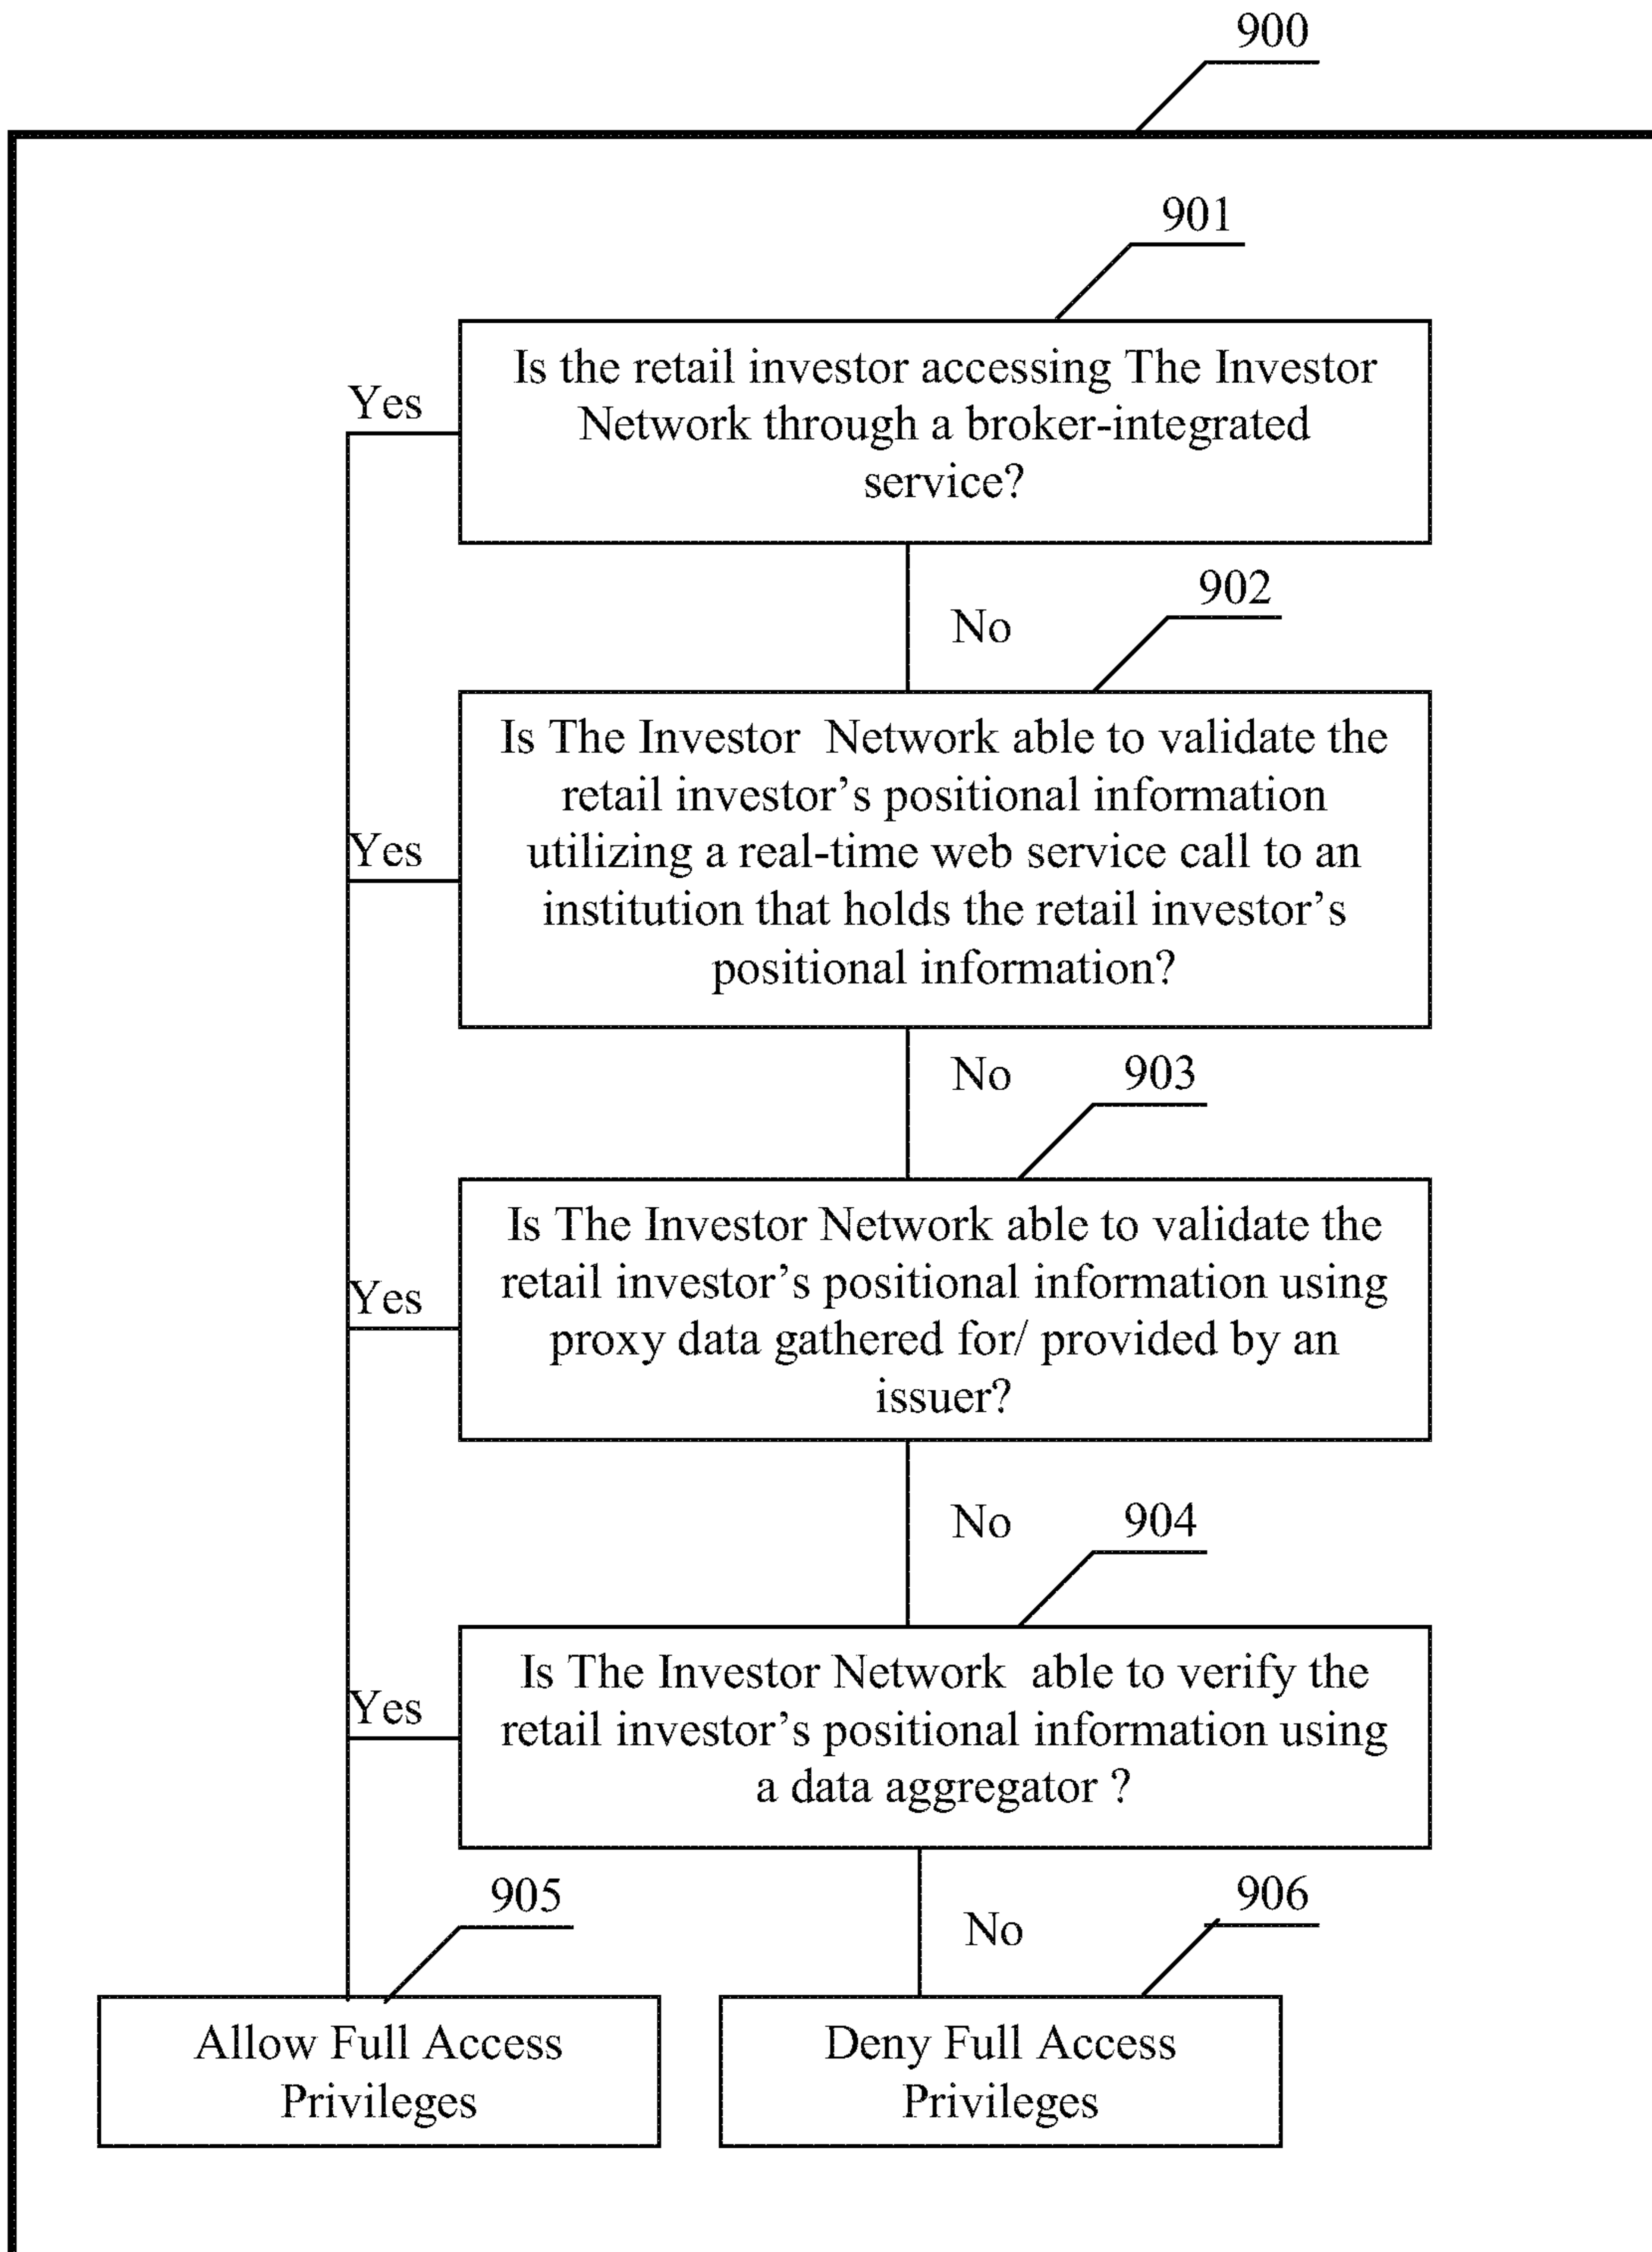 900
901
Is the retail investor accessing The Investor
Network through a broker-integrated
service?
Yes
No
902
Is The Investor Network able to validate the
retail investor’s positional information
utilizing a real-time web service call to an
institution that holds the retail investor’s
positional information?
Yes
No
903
Is The Investor Network able to validate the
retail investor’s positional information using
proxy data gathered for/ provided by an
issuer?
Yes
No
904
Is The Investor Network able to verify the
retail investor’s positional information using
a data aggregator ?
Yes
No
905
906
Allow Full Access
Privileges
Deny Full Access
Privileges